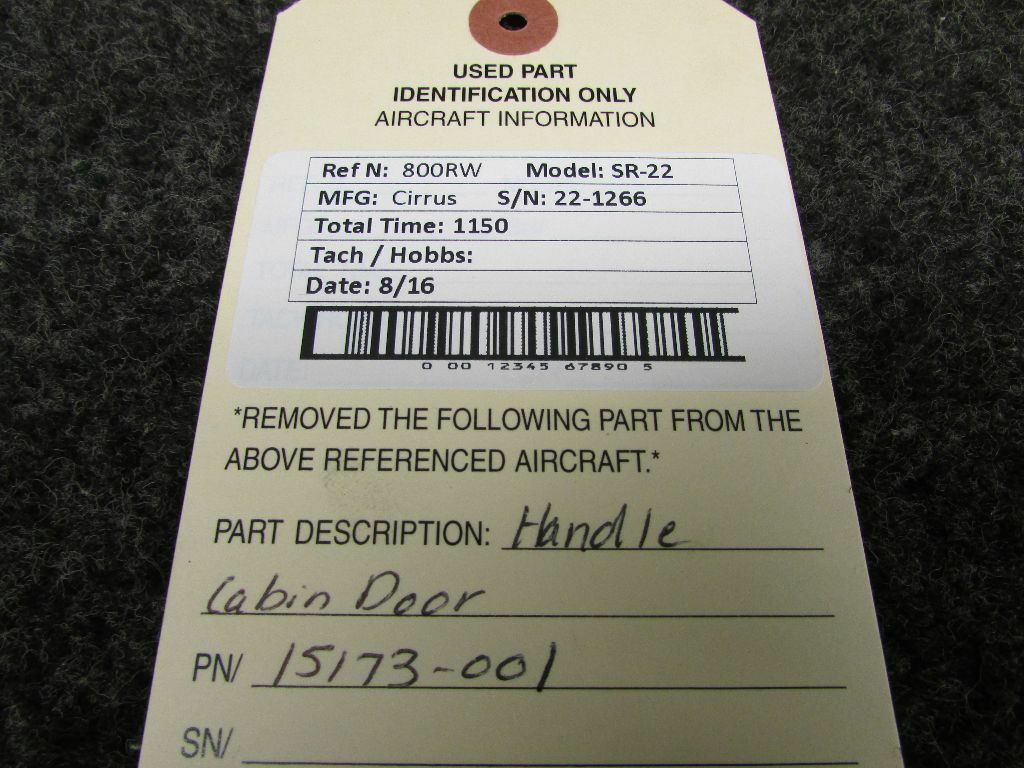 USED PART
IDENTIFICATION ONLY
AIRCRAFT INFORMATION
Ref N: 800RW Model: SR-22
MFG: Cirrus S/N: 22-1266
Total Time: 1150
Tach / Hobbs:
Date: 8/16
0 00 12345 67890 5
DATE:
*REMOVED THE FOLLOWING PART FROM THE
ABOVE REFERENCED AIRCRAFT.*
PART DESCRIPTION: Handle
Cabin Door
PN/ 15173-001
SN/